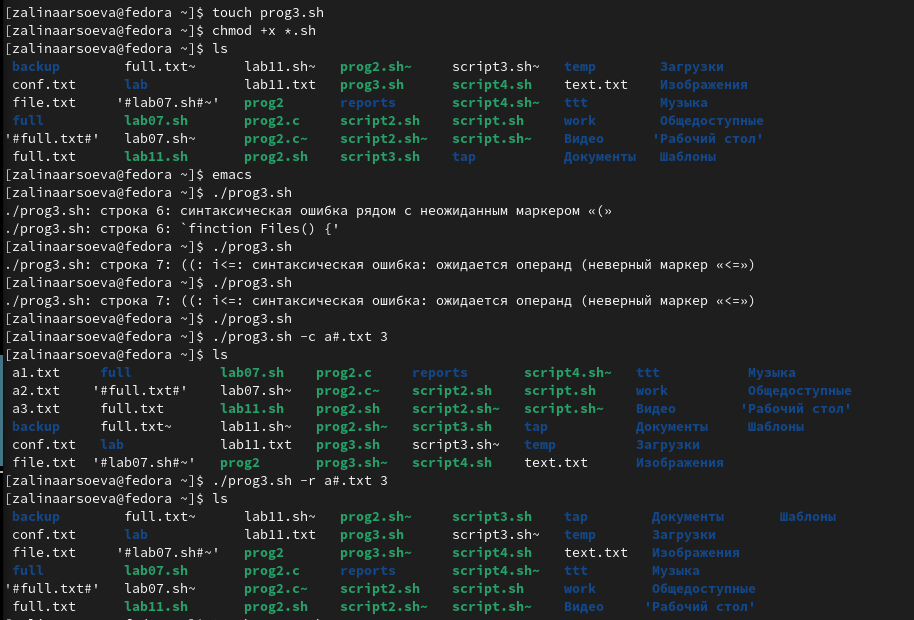 [zalinaarsoeva@fedora ~]$ touch prog3.sh
[zalinaarsoeva@fedora ~]$ chmod +x *.sh
[zalinaarsoeva@fedora ~]$ ls
backup full.txt~ lab11.sh~ prog2.sh~ script3.sh~ temp Загрузки
conf.txt lab lab11.txt prog3.sh script4.sh text.txt Изображения
file.txt '#lab07.sh#~' prog2 reports script4.sh~ ttt Музыка
full lab07.sh prog2.c script2.sh script.sh work Общедоступные
'#full.txt#' lab07.sh~ prog2.c~ script2.sh~ script.sh~ Видео 'Рабочий стол'
full.txt lab11.sh prog2.sh script3.sh tap Документы Шаблоны
[zalinaarsoeva@fedora ~]$ emacs
[zalinaarsoeva@fedora ~]$ ./prog3.sh
./prog3.sh: строка 6: синтаксическая ошибка рядом с неожиданным маркером «(»
./prog3.sh: строка 6: `finction Files() {'
[zalinaarsoeva@fedora ~]$ ./prog3.sh
./prog3.sh: строка 7: ((: i<=: синтаксическая ошибка: ожидается операнд (неверный маркер «<=»)
[zalinaarsoeva@fedora ~]$ ./prog3.sh
./prog3.sh: строка 7: ((: i<=: синтаксическая ошибка: ожидается операнд (неверный маркер «<=»)
[zalinaarsoeva@fedora ~]$ ./prog3.sh
[zalinaarsoeva@fedora ~]$ ./prog3.sh -c a#.txt 3
[zalinaarsoeva@fedora ~]$ ls
a1.txt full lab07.sh prog2.c reports script4.sh~ ttt Музыка
a2.txt '#full.txt#' lab07.sh~ prog2.c~ script2.sh script.sh work Общедоступные
a3.txt full.txt lab11.sh prog2.sh script2.sh~ script.sh~ Видео 'Рабочий стол'
backup full.txt~ lab11.sh~ prog2.sh~ script3.sh tap Документы Шаблоны
conf.txt lab lab11.txt prog3.sh script3.sh~ temp Загрузки
file.txt '#lab07.sh#~' prog2 prog3.sh~ script4.sh text.txt Изображения
[zalinaarsoeva@fedora ~]$ ./prog3.sh -r a#.txt 3
[zalinaarsoeva@fedora ~]$ ls
backup full.txt~ lab11.sh~ prog2.sh~ script3.sh tap Документы Шаблоны
conf.txt lab lab11.txt prog3.sh script3.sh~ temp Загрузки
file.txt '#lab07.sh#~' prog2 prog3.sh~ script4.sh text.txt Изображения
full lab07.sh prog2.c reports script4.sh~ ttt Музыка
'#full.txt#' lab07.sh~ prog2.c~ script2.sh script.sh work Общедоступные
full.txt lab11.sh prog2.sh script2.sh~ script.sh~ Видео 'Рабочий стол'